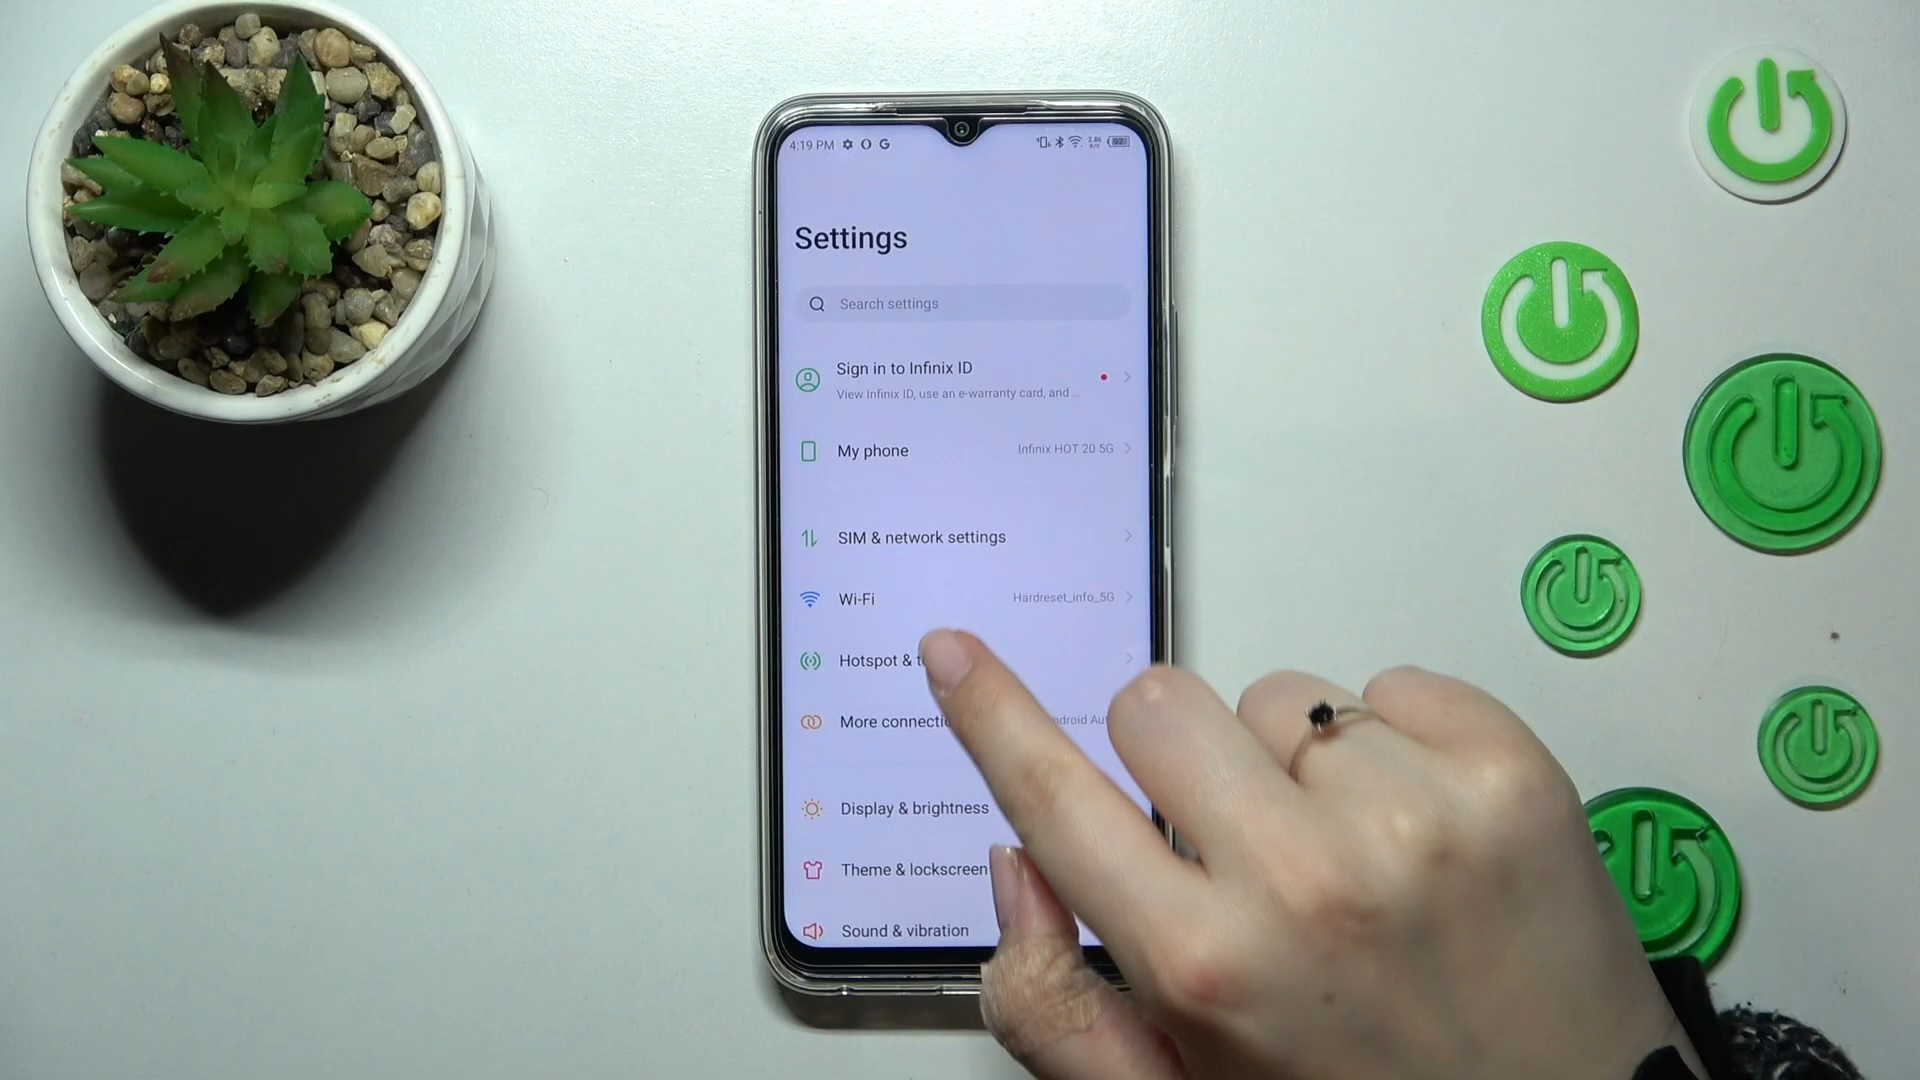 4:19 PM
Settings
Search settings
Sign in to Infinix ID
View Infinix ID, use an e-warranty card, and ...
My phone
Infinix HOT 20 5G
SIM & network settings
Wi-Fi
Hardreset_info_5G
Hotspot &
More
Display & brightness
Theme & lockscreen
Sound & vibration